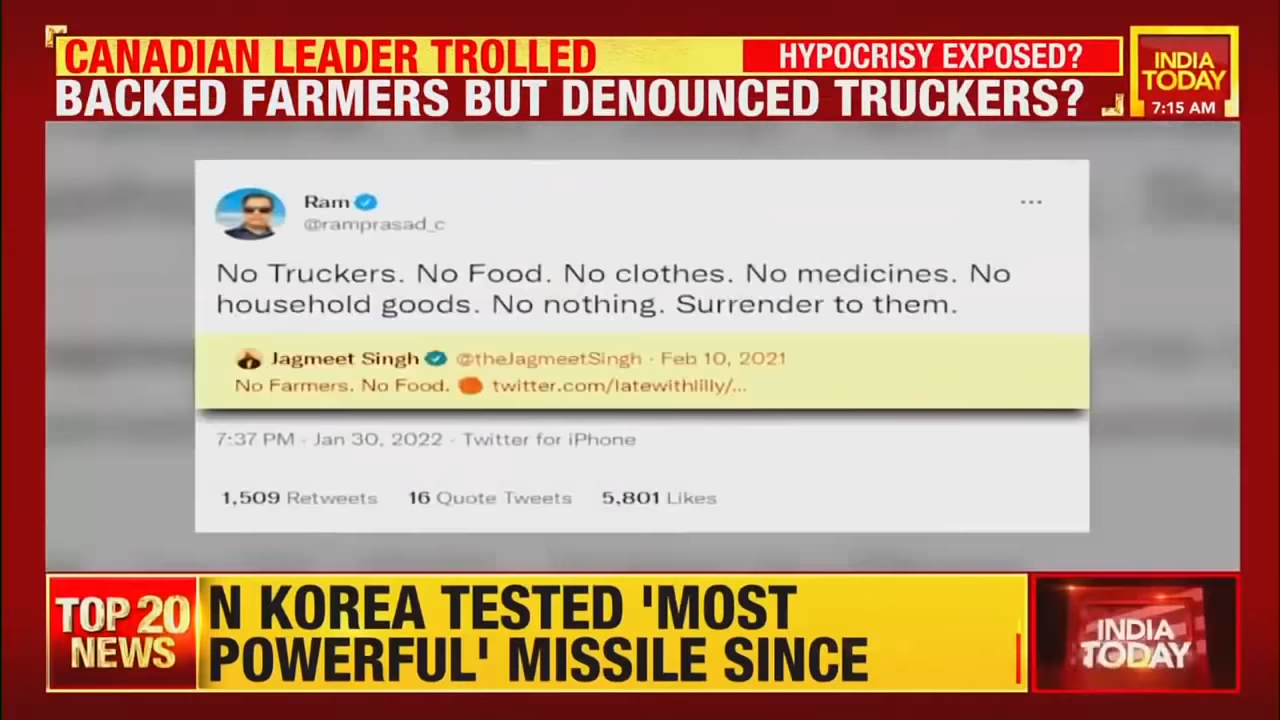 CANADIAN LEADER TROLLED
HYPOCRISY EXPOSED?
BACKED FARMERS BUT DENOUNCED TRUCKERS?
INDIA
TODAY
7:15 AM
Ram
@ramprasad_c
No Truckers. No Food. No clothes. No medicines. No
household goods. No nothing. Surrender to them.
Jagmeet Singh @theJagmeetSingh · Feb 10, 2021
No Farmers. No Food. twitter.com/latewithlilly/...
7:37 PM · Jan 30, 2022 · Twitter for iPhone
1,509 Retweets 16 Quote Tweets 5,801 Likes
TOP 20
NEWS
N KOREA TESTED 'MOST
POWERFUL' MISSILE SINCE
INDIA
TODAY